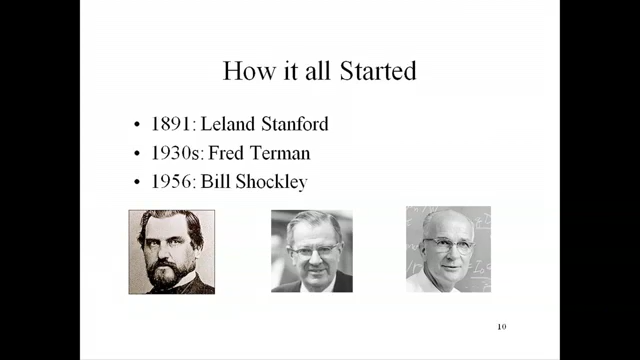 How it all Started
• 1891: Leland Stanford
• 1930s: Fred Terman
• 1956: Bill Shockley
10